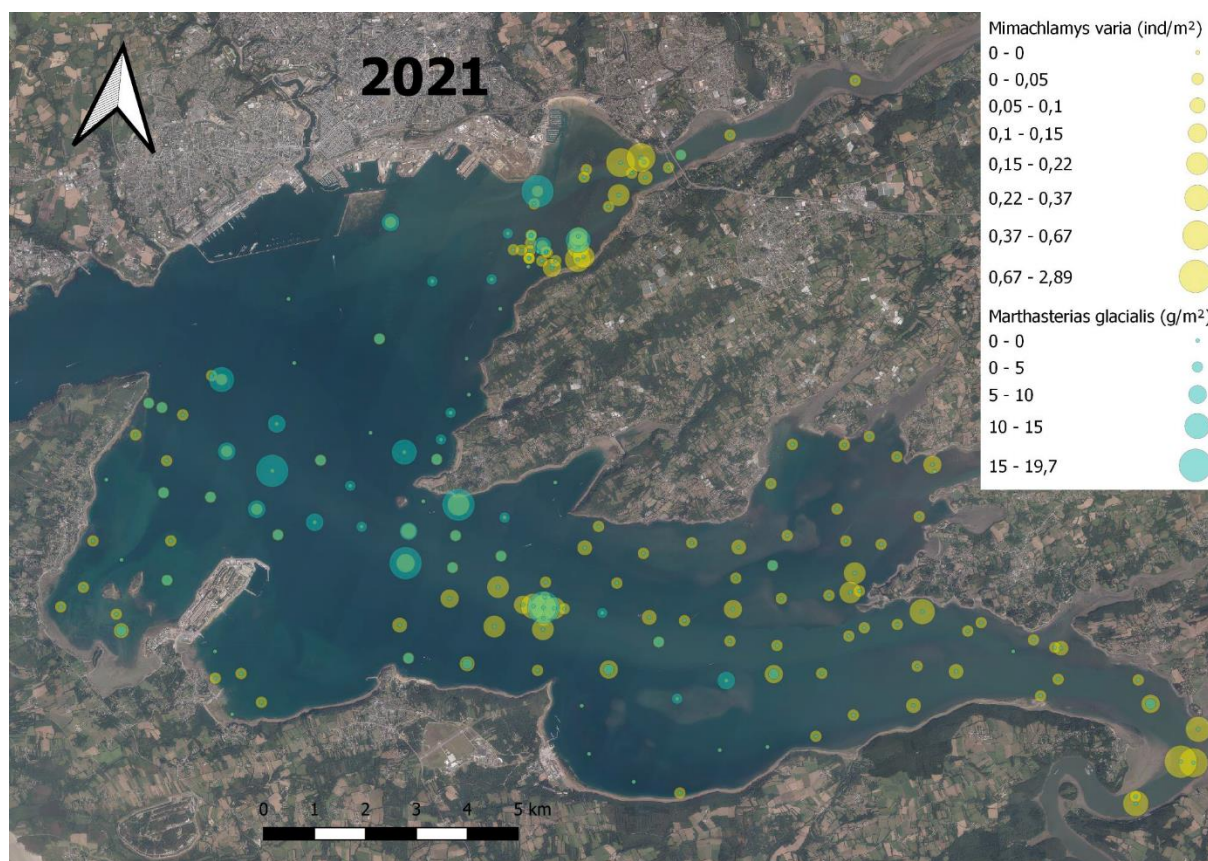 2021
Mimachlamys varia (ind/m²)
0 - 0
0 - 0,05
0,05 - 0,1
0,1 - 0,15
0,15 - 0,22
0,22 - 0,37
0,37 - 0,67
0,67 - 2,89
Marthasterias glacialis (g/m²)
0 - 0
0 - 5
5 - 10
10 - 15
15 - 19,7
0 1 2 3 4 5 km